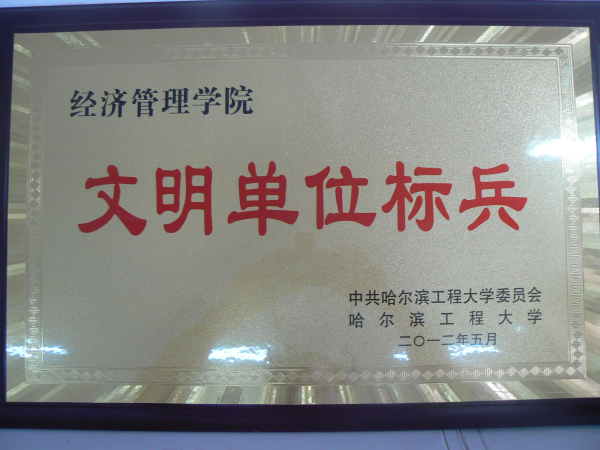 经济管理学院
文明单位标兵
中共哈尔滨工程大学委员会
哈尔滨工程大学
二〇一二年五月